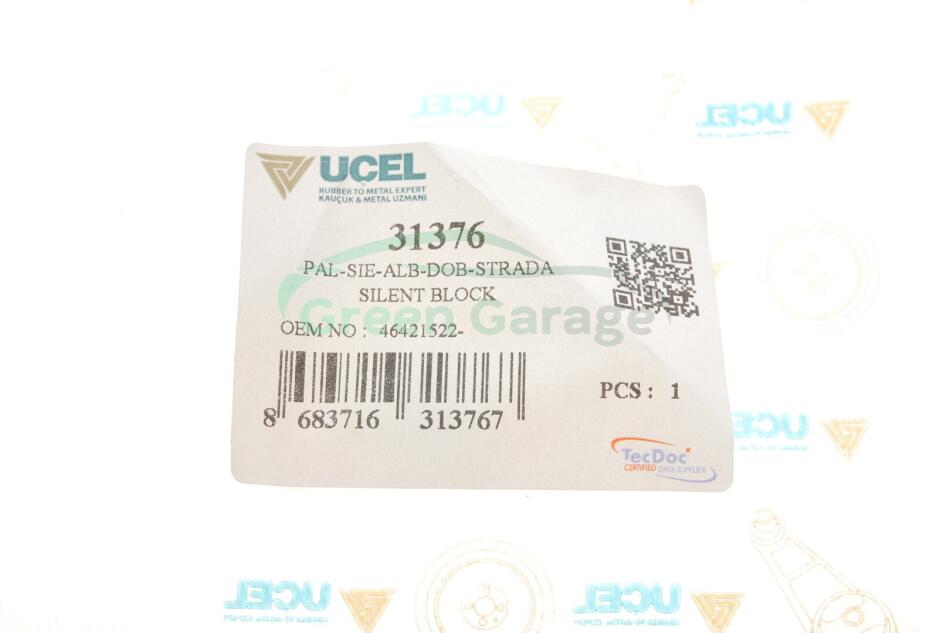 UCEL
UCEL
UÇEL
RUBBER TO METAL EXPERT
KAUÇUK & METAL UZMANI
31376
PAL-SIE-ALB-DOB-STRADA
SILENT BLOCK
Green Garage
OEM NO : 46421522-
PCS : 1
8 683716 313767
TecDoc
CERTIFIED DATA SUPPLIER
UCEL
UCEL
UCEL